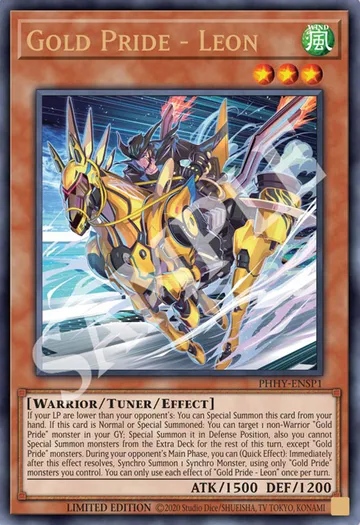 GOLD PRIDE - LEON
WIND
風
SAMPLE
PHHY-ENSP1
[WARRIOR/TUNER/EFFECT]
If your LP are lower than your opponent's: You can Special Summon this card from your
hand. If this card is Normal or Special Summoned: You can target 1 non-Warrior "Gold
Pride" monster in your GY; Special Summon it in Defense Position, also you cannot
Special Summon monsters from the Extra Deck for the rest of this turn, except "Gold
Pride" monsters. During your opponent's Main Phase, you can (Quick Effect): Immediately
after this effect resolves, Synchro Summon 1 Synchro Monster, using only "Gold Pride"
monsters you control. You can only use each effect of "Gold Pride - Leon" once per turn.
ATK/1500 DEF/1200
LIMITED EDITION ©2020 Studio Dice/SHUEISHA, TV TOKYO, KONAMI